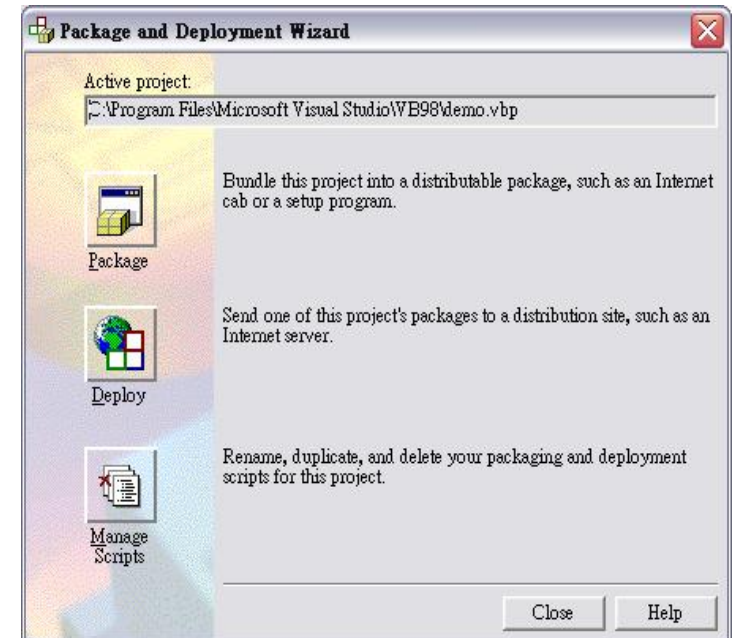 Package and Deployment Wizard
Active project:
C:\Program Files\Microsoft Visual Studio\VB98\demo.vbp
Bundle this project into a distributable package, such as an Internet
cab or a setup program.
Package
Send one of this project's packages to a distribution site, such as an
Internet server.
Deploy
Rename, duplicate, and delete your packaging and deployment
scripts for this project.
Manage
Scripts
Close
Help